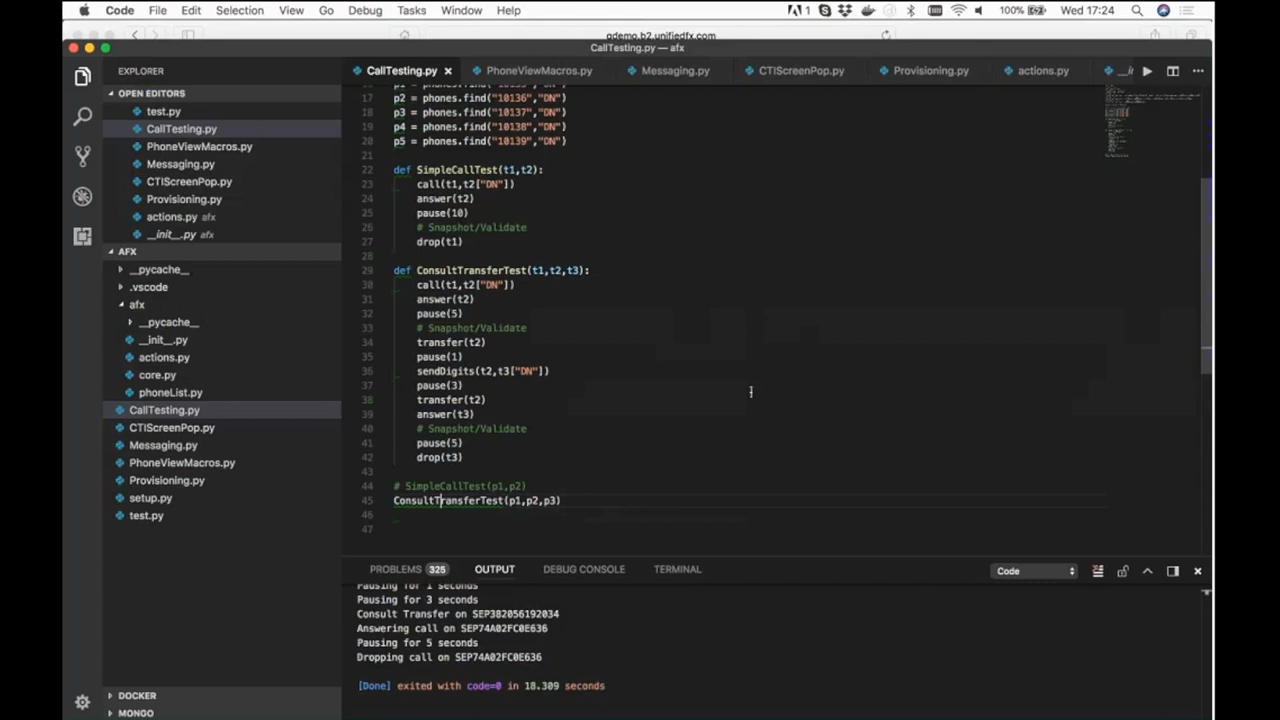 Code File Edit Selection View Go Debug Tasks Window Help 1 100% Wed 17:24
qdemo.b2.unifiedfx.com
CallTesting.py — afx
EXPLORER
CallTesting.py PhoneViewMacros.py Messaging.py CTIScreenPop.py Provisioning.py actions.py
OPEN EDITORS
test.py
CallTesting.py
PhoneViewMacros.py
Messaging.py
CTIScreenPop.py
Provisioning.py
actions.py afx
__init__.py afx
AFX
__pycache__
.vscode
afx
__pycache__
__init__.py
actions.py
core.py
phoneList.py
CallTesting.py
CTIScreenPop.py
Messaging.py
PhoneViewMacros.py
Provisioning.py
setup.py
test.py
DOCKER
MONGO
17 p2 = phones.find("10136","DN")
18 p3 = phones.find("10137","DN")
19 p4 = phones.find("10138","DN")
20 p5 = phones.find("10139","DN")
21
22 def SimpleCallTest(t1,t2):
23 call(t1,t2["DN"])
24 answer(t2)
25 pause(10)
26 # Snapshot/Validate
27 drop(t1)
28
29 def ConsultTransferTest(t1,t2,t3):
30 call(t1,t2["DN"])
31 answer(t2)
32 pause(5)
33 # Snapshot/Validate
34 transfer(t2)
35 pause(1)
36 sendDigits(t2,t3["DN"])
37 pause(3)
38 transfer(t2)
39 answer(t3)
40 # Snapshot/Validate
41 pause(5)
42 drop(t3)
43
44 # SimpleCallTest(p1,p2)
45 ConsultTransferTest(p1,p2,p3)
46
47
PROBLEMS 325 OUTPUT DEBUG CONSOLE TERMINAL Code
Pausing for 1 seconds
Pausing for 3 seconds
Consult Transfer on SEP382056192034
Answering call on SEP74A02FC0E636
Pausing for 5 seconds
Dropping call on SEP74A02FC0E636
[Done] exited with code=0 in 18.309 seconds